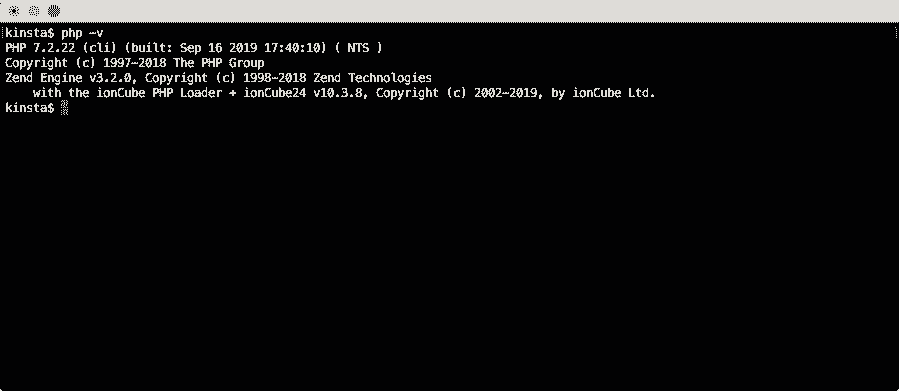 kinsta$ php -v
PHP 7.2.22 (cli) (built: Sep 16 2019 17:40:10) ( NTS )
Copyright (c) 1997-2018 The PHP Group
Zend Engine v3.2.0, Copyright (c) 1998-2018 Zend Technologies
with the ionCube PHP Loader + ionCube24 v10.3.8, Copyright (c) 2002-2019, by ionCube Ltd.
kinsta$